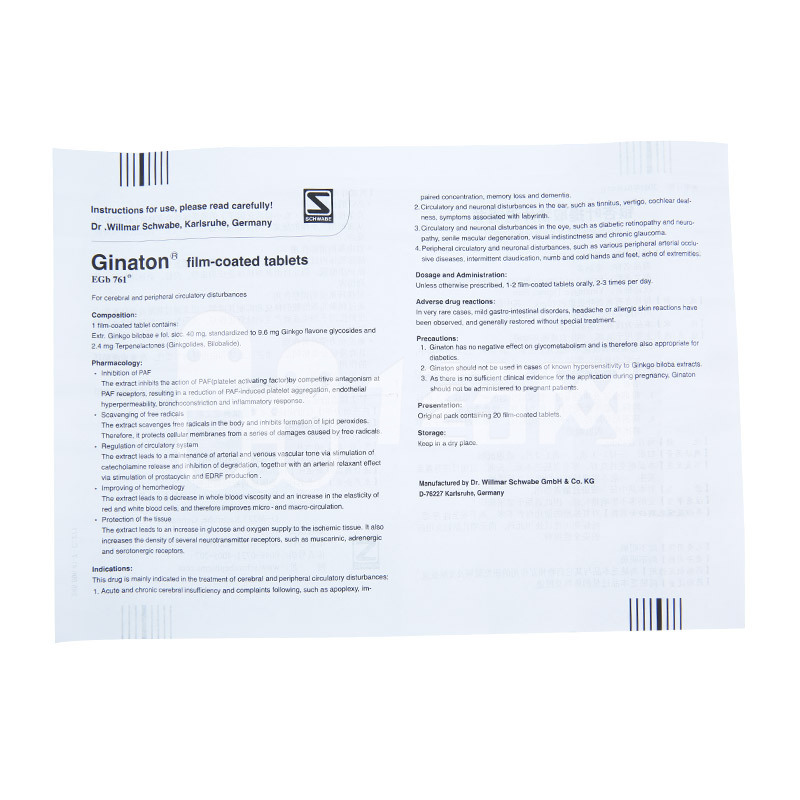 Instructions for use, please read carefully!
Dr .Willmar Schwabe, Karlsruhe, Germany
SCHWABE
Ginaton® film-coated tablets
EGb 761®
For cerebral and peripheral circulatory disturbances
Composition:
1 film-coated tablet contains:
Extr. Ginkgo bilobae e fol. sicc. 40 mg, standardized to 9.6 mg Ginkgo flavone glycosides and
2.4 mg Terpenelactones (Ginkgolides, Bilobalide).
Pharmacology:
• Inhibition of PAF
The extract inhibits the action of PAF(platelet activating factor)by competitive antagonism at
PAF receptors, resulting in a reduction of PAF-induced platelet aggregation, endothelial
hyperpermeability, bronchoconstriction and inflammatory response.
• Scavenging of free radicals
The extract scavenges free radicals in the body and inhibits formation of lipid peroxides.
Therefore, it protects cellular membranes from a series of damages caused by free radicals.
• Regulation of circulatory system
The extract leads to a maintenance of arterial and venous vascular tone via stimulation of
catecholamine release and inhibition of degradation, together with an arterial relaxant effect
via stimulation of prostacyclin and EDRF production .
• Improving of hemorheology
The extract leads to a decrease in whole blood viscosity and an increase in the elasticity of
red and white blood cells, and therefore improves micro - and macro-circulation.
• Protection of the tissue
The extract leads to an increase in glucose and oxygen supply to the ischemic tissue. It also
increases the density of several neurotransmitter receptors, such as muscarinic, adrenergic
and serotonergic receptors.
Indications:
This drug is mainly indicated in the treatment of cerebral and peripheral circulatory disturbances:
1. Acute and chronic cerebral insufficiency and complaints following, such as apoplexy, im-
paired concentration, memory loss and dementia.
2. Circulatory and neuronal disturbances in the ear, such as tinnitus, vertigo, cochlear deaf-
ness, symptoms associated with labyrinth.
3. Circulatory and neuronal disturbances in the eye, such as diabetic retinopathy and neuro-
pathy, senile macular degeneration, visual indistinctness and chronic glaucoma.
4. Peripheral circulatory and neuronal disturbances, such as various peripheral arterial occlu-
sive diseases, intermittent claudication, numb and cold hands and feet, ache of extremities.
Dosage and Administration:
Unless otherwise prescribed, 1-2 film-coated tablets orally, 2-3 times per day.
Adverse drug reactions:
In very rare cases, mild gastro-intestinal disorders, headache or allergic skin reactions have
been observed, and generally restored without special treatment.
Precautions:
1. Ginaton has no negative effect on glycometabolism and is therefore also appropriate for
diabetics.
2. Ginaton should not be used in cases of known hypersensitivity to Ginkgo biloba extracts.
3. As there is no sufficient clinical evidence for the application during pregnancy, Ginaton
should not be administered to pregnant patients.
Presentation:
Original pack containing 20 film-coated tablets.
Storage:
Keep in a dry place.
Manufactured by Dr. Willmar Schwabe GmbH & Co. KG
D-76227 Karlsruhe, Germany